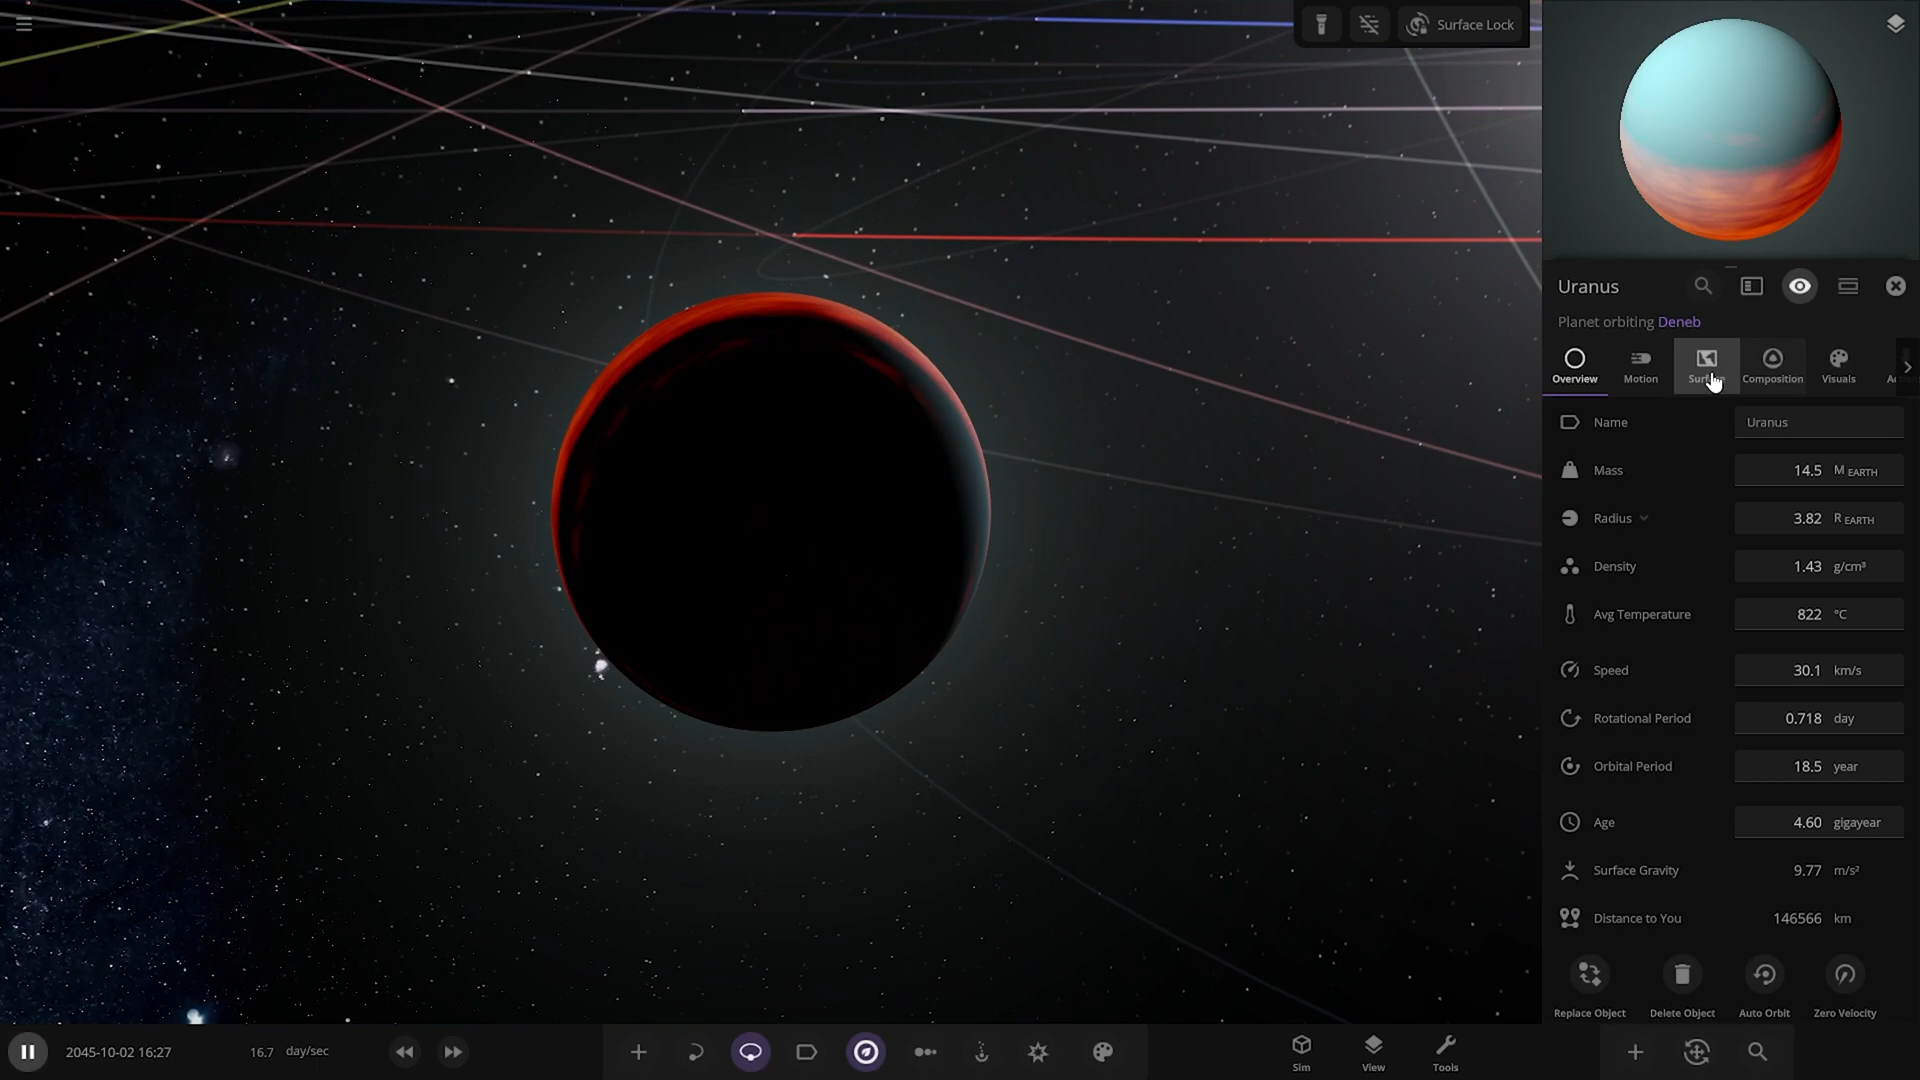 Surface Lock
Uranus
Planet orbiting Deneb
Overview
Motion
Composition
Visuals
Name
Uranus
Mass
14.5 M EARTH
Radius
3.82 R EARTH
Density
1.43 g/cm³
Avg Temperature
822 °C
Speed
30.1 km/s
Rotational Period
0.718 day
Orbital Period
18.5 year
Age
4.60 gigayear
Surface Gravity
9.77 m/s²
Distance to You
146566 km
Replace Object
Delete Object
Auto Orbit
Zero Velocity
2045-10-02 16:27
16.7 day/sec
Sim
View
Tools